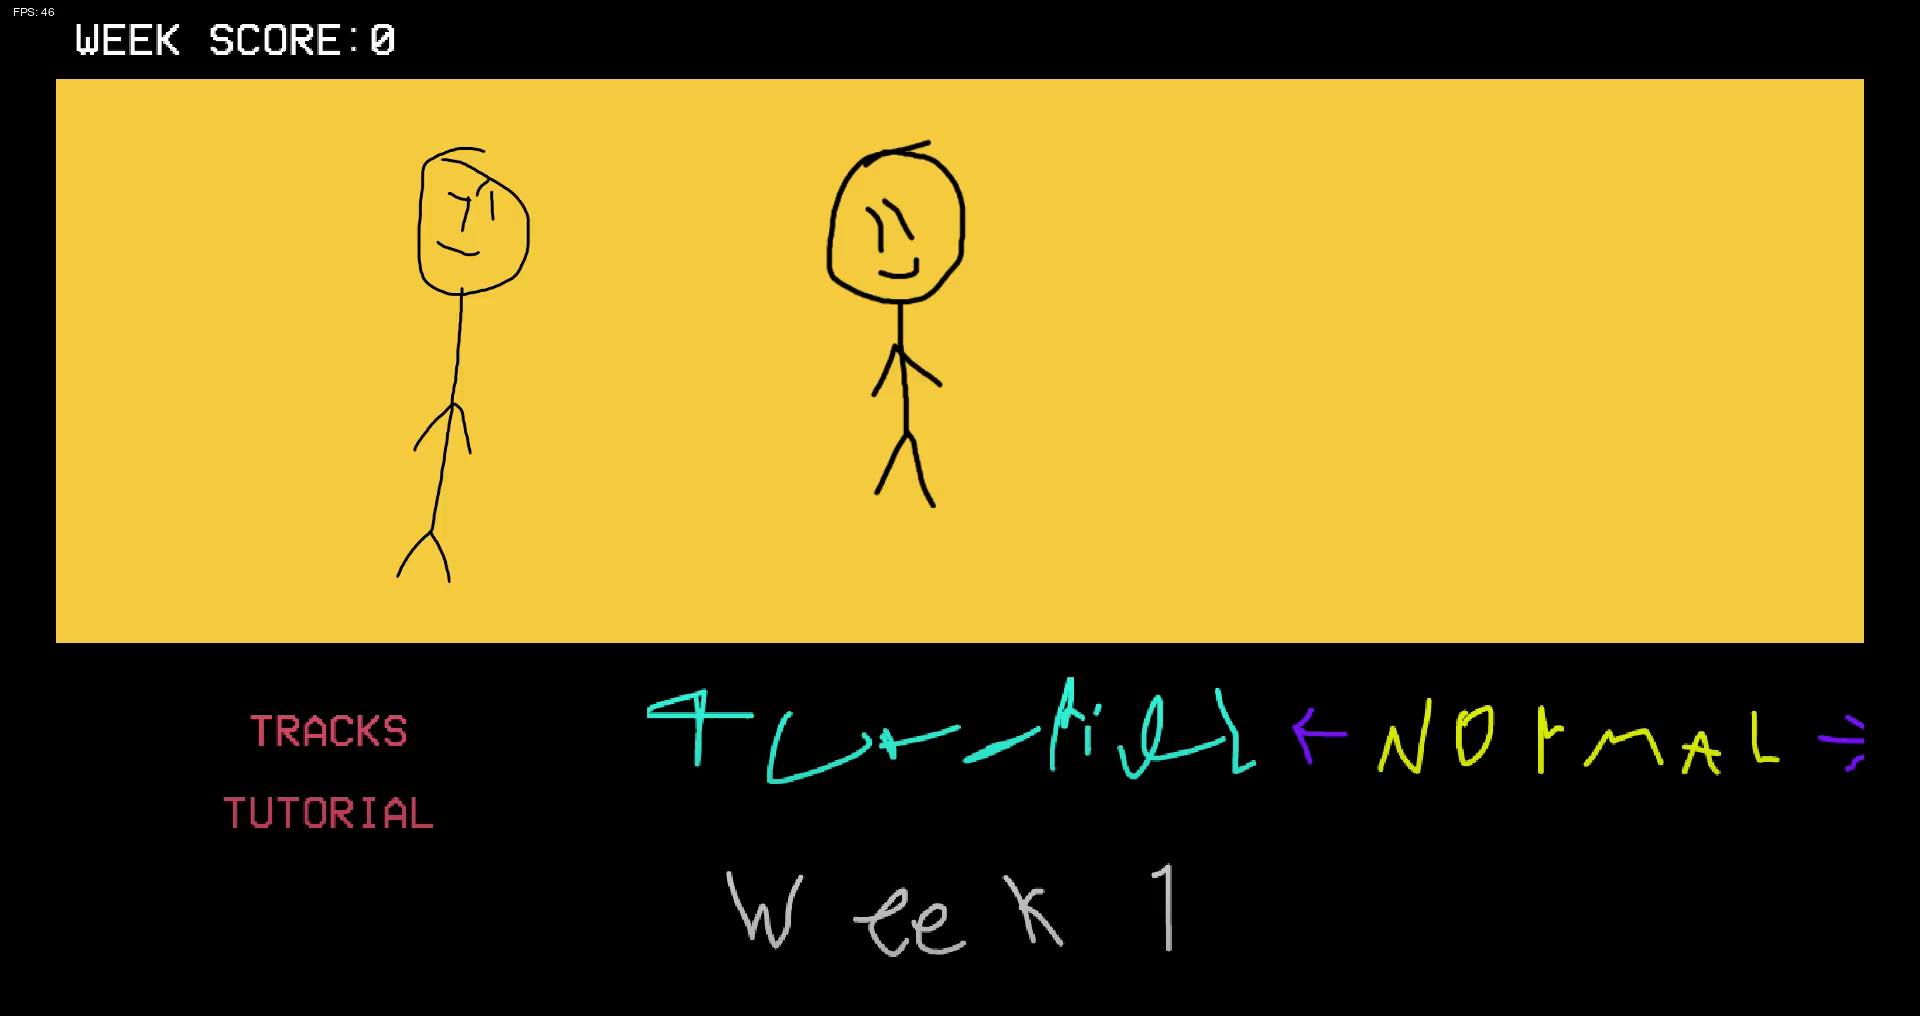 FPS: 46
WEEK SCORE:0
TRACKS
NOrMAL
TUTORIAL
Week 1